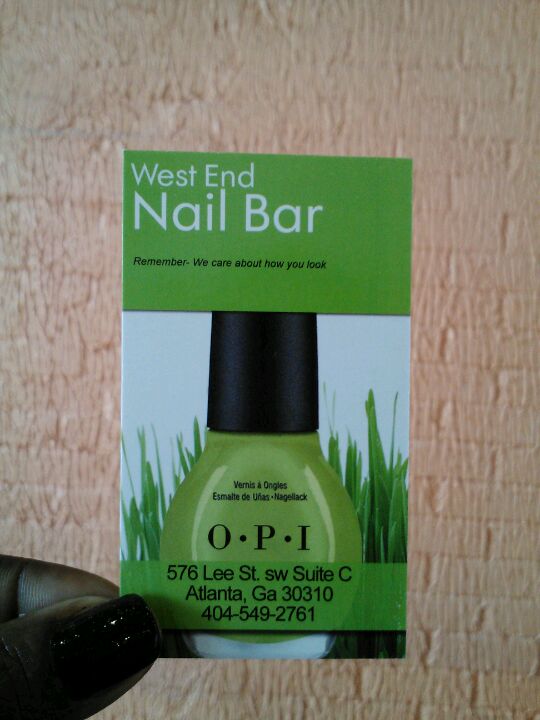 West End
Nail Bar
Remember- We care about how you look
Vernis à Ongles
Esmalte de Uñas•Nagellack
O•P•I
576 Lee St. sw Suite C
Atlanta, Ga 30310
404-549-2761